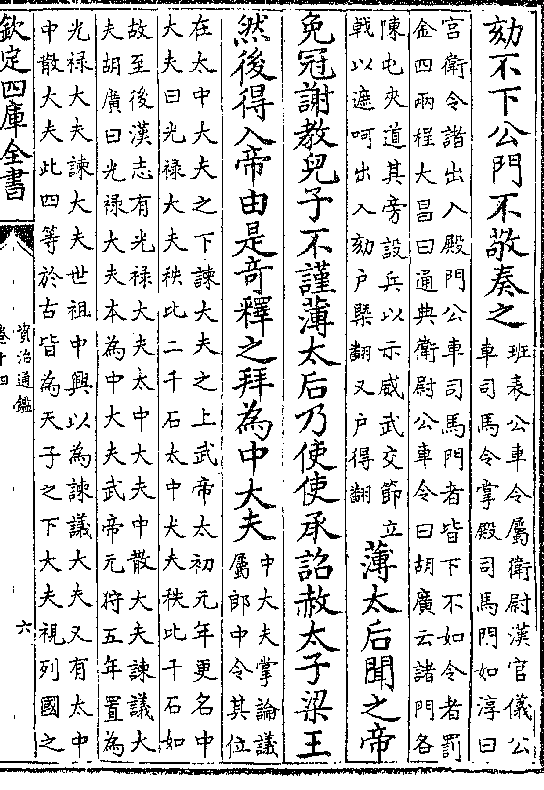 劾不下公門不敬奏之
班表公車令屬衛尉漢官儀公
車司馬令掌殿司馬門如淳曰
宮衛令諸出入殿門公車司馬門者皆下不如令者罰
金四兩程大昌曰通典衛尉公車令曰胡廣云諸門各
陳屯夾道其旁設兵以示威武交節立
戟以遮呵出入劾戶槩翻又戶得翻
薄太后聞之帝
免冠謝教兒子不謹薄太后乃使使承詔赦太子梁王
然後得入帝由是奇釋之拜為中大夫
中大夫掌論議
屬郎中令其位
在太中大夫之下諫大夫之上武帝太初元年更名中
大夫曰光禄大夫秩比二千石太中大夫秩比千石如
故至後漢志有光禄大夫太中大夫中散大夫諫議大
夫胡廣曰光禄大夫本為中大夫武帝元狩五年置為
光禄大夫諫大夫世祖中興以為諫議大夫又有太中
中散大夫此四等於古皆為天子之下大夫視列國之
欽定四庫全書
資治通鑑
卷十四
六